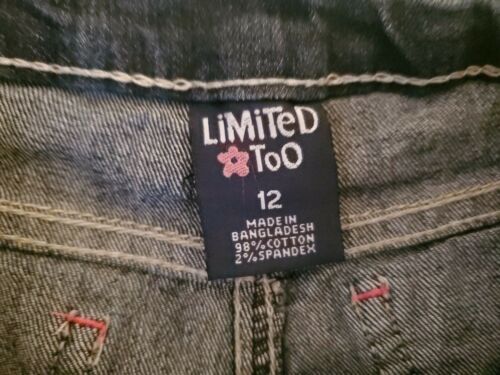 LiMiTeD
ToO
12
MADE IN
BANGLADESH
98% COTTON
2% SPANDEX